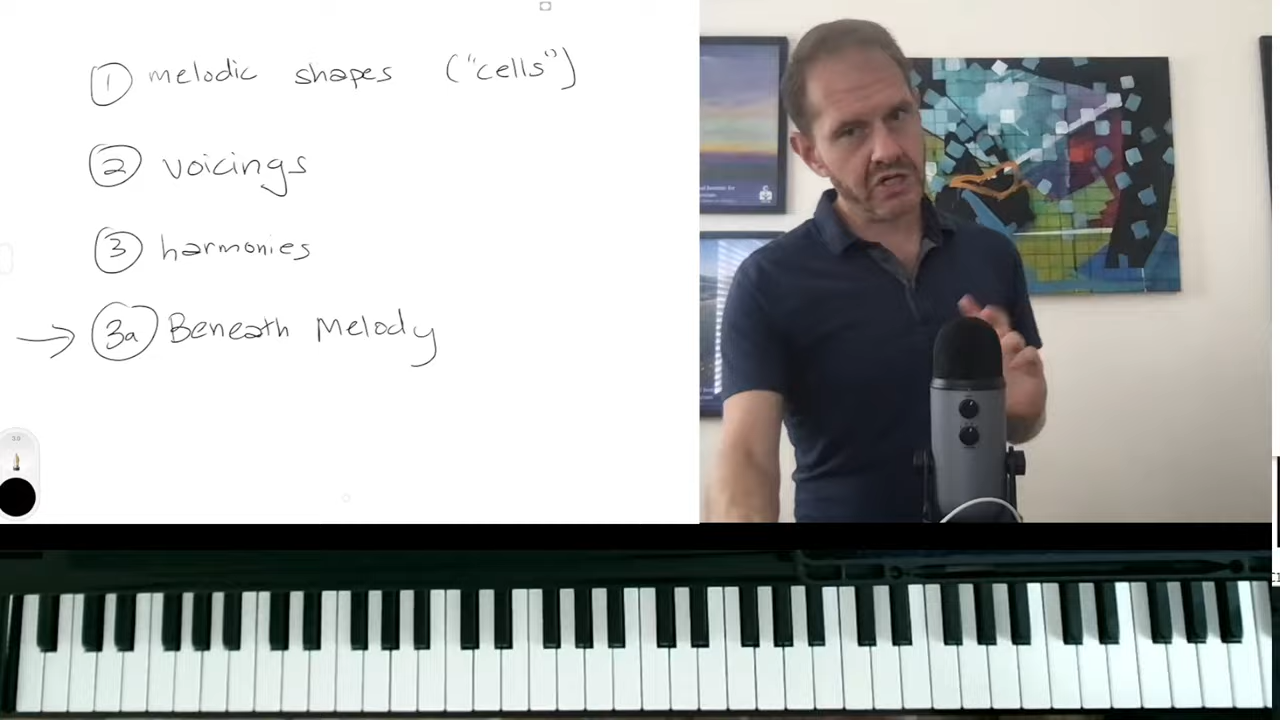 1 melodic shapes ("cells")
2 voicings
3 harmonies
→ 3a Beneath Melody